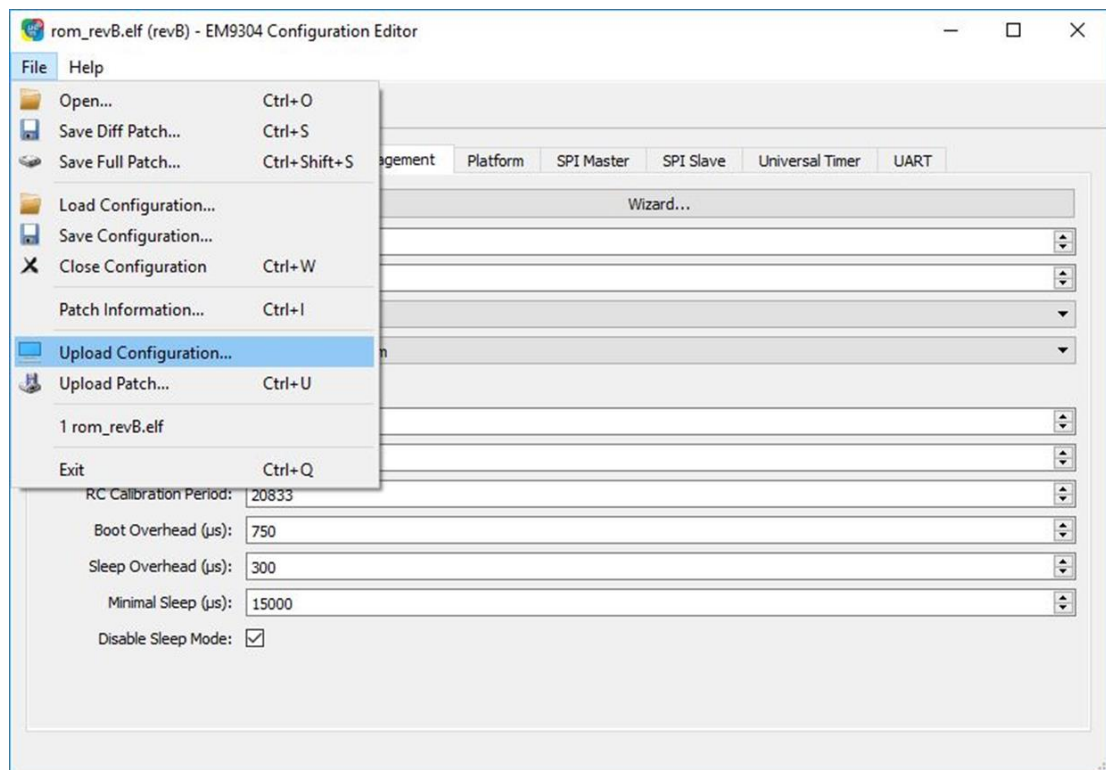 rom_revB.elf (revB) - EM9304 Configuration Editor
File Help
Open... Ctrl+O
Save Diff Patch... Ctrl+S
Save Full Patch... Ctrl+Shift+S
Load Configuration...
Save Configuration...
Close Configuration Ctrl+W
Patch Information... Ctrl+I
Upload Configuration...
Upload Patch... Ctrl+U
1 rom_revB.elf
Exit Ctrl+Q
Platform SPI Master SPI Slave Universal Timer UART
Wizard...
RC Calibration Period: 20833
Boot Overhead (µs): 750
Sleep Overhead (µs): 300
Minimal Sleep (µs): 15000
Disable Sleep Mode: